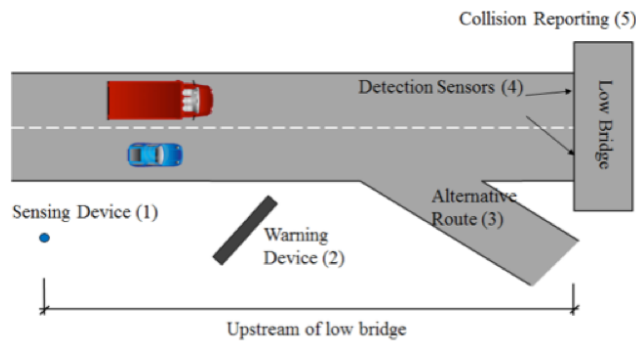 Collision Reporting (5)
Detection Sensors (4)
Low Bridge
Alternative
Route (3)
Sensing Device (1)
Warning
Device (2)
Upstream of low bridge